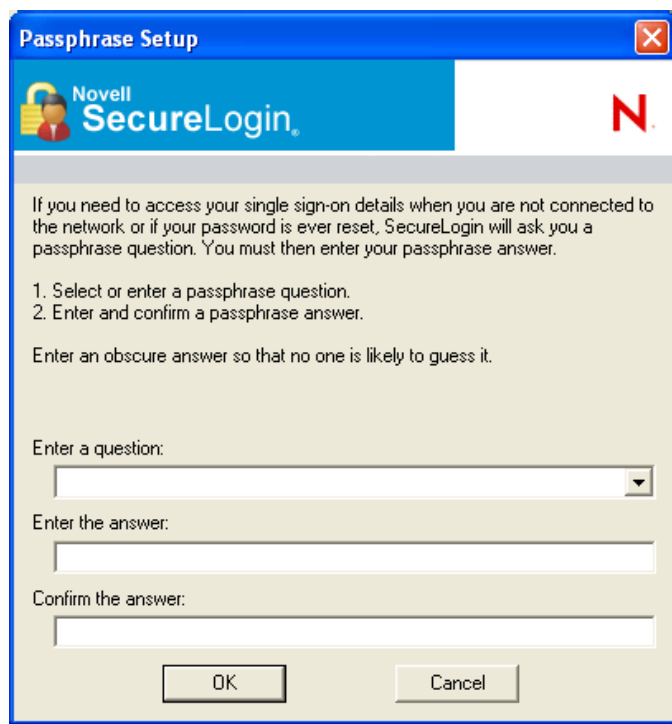 Passphrase Setup
Novell
SecureLogin®
N.
If you need to access your single sign-on details when you are not connected to
the network or if your password is ever reset, SecureLogin will ask you a
passphrase question. You must then enter your passphrase answer.
1. Select or enter a passphrase question.
2. Enter and confirm a passphrase answer.
Enter an obscure answer so that no one is likely to guess it.
Enter a question:
Enter the answer:
Confirm the answer:
OK
Cancel